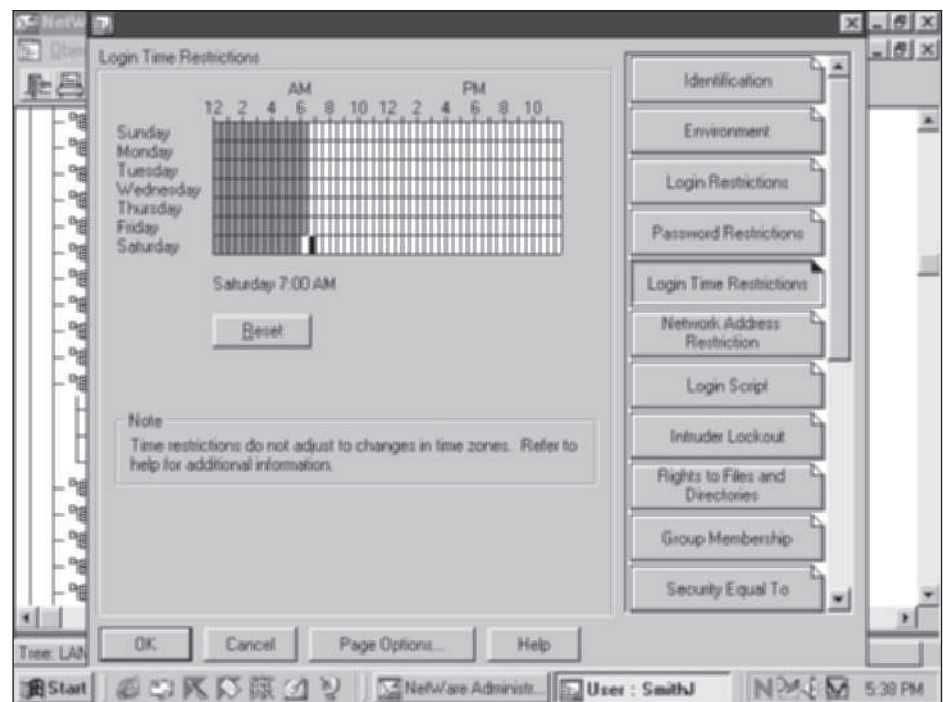 NetW
Login Time Restrictions
AM PM
12 2 4 6 8 10 12 2 4 6 8 10
Sunday
Monday
Tuesday
Wednesday
Thursday
Friday
Saturday
Saturday 7:00 AM
Reset
Note
Time restrictions do not adjust to changes in time zones. Refer to
help for additional information.
Identification
Environment
Login Restrictions
Password Restrictions
Login Time Restrictions
Network Address
Restriction
Login Script
Intruder Lockout
Rights to Files and
Directories
Group Membership
Security Equal To
OK Cancel Page Options... Help
Tree: LAN
Start NetWare Administr... User : SmithJ 5:38 PM